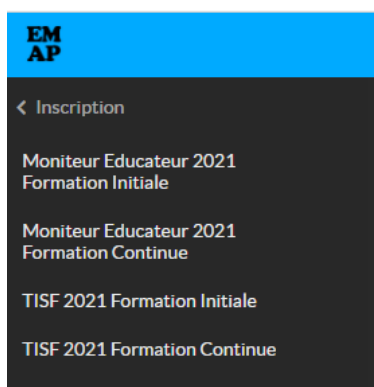 EM
AP
Inscription
Moniteur Educateur 2021
Formation Initiale
Moniteur Educateur 2021
Formation Continue
TISF 2021 Formation Initiale
TISF 2021 Formation Continue